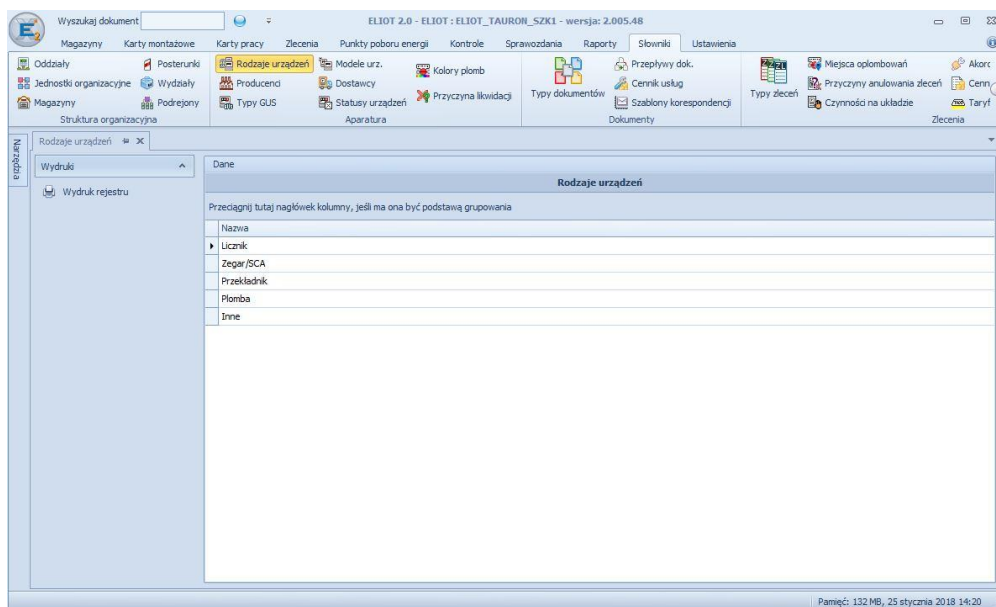 Wyszukaj dokument
ELIOT 2.0 - ELIOT : ELIOT_TAURON_SZK1 - wersja: 2.005.48
Magazyny Karty montażowe Karty pracy Zlecenia Punkty poboru energii Kontrole Sprawozdania Raporty Słowniki Ustawienia
Oddziały Posterunki Rodzaje urządzeń Modele urz. Kolory plomb Przepływy dok. Miejsca oplombowań Akorc
Jednostki organizacyjne Wydziały Producenci Dostawcy Przyczyna likwidacji Typy dokumentów Cennik usług Typy zleceń Przyczyny anulowania zleceń Cenn
Magazyny Podrejony Typy GUS Statusy urządzeń Szablony korespondencji Czynności na układzie Taryf
Struktura organizacyjna Aparatura Dokumenty Zlecenia
Narzędzia
Rodzaje urządzeń
Wydruki
Wydruk rejestru
Dane
Rodzaje urządzeń
Przeciągnij tutaj nagłówek kolumny, jeśli ma ona być podstawą grupowania
Nazwa
Licznik
Zegar/SCA
Przekładnik
Plomba
Inne
Pamięć: 132 MB, 25 stycznia 2018 14:20